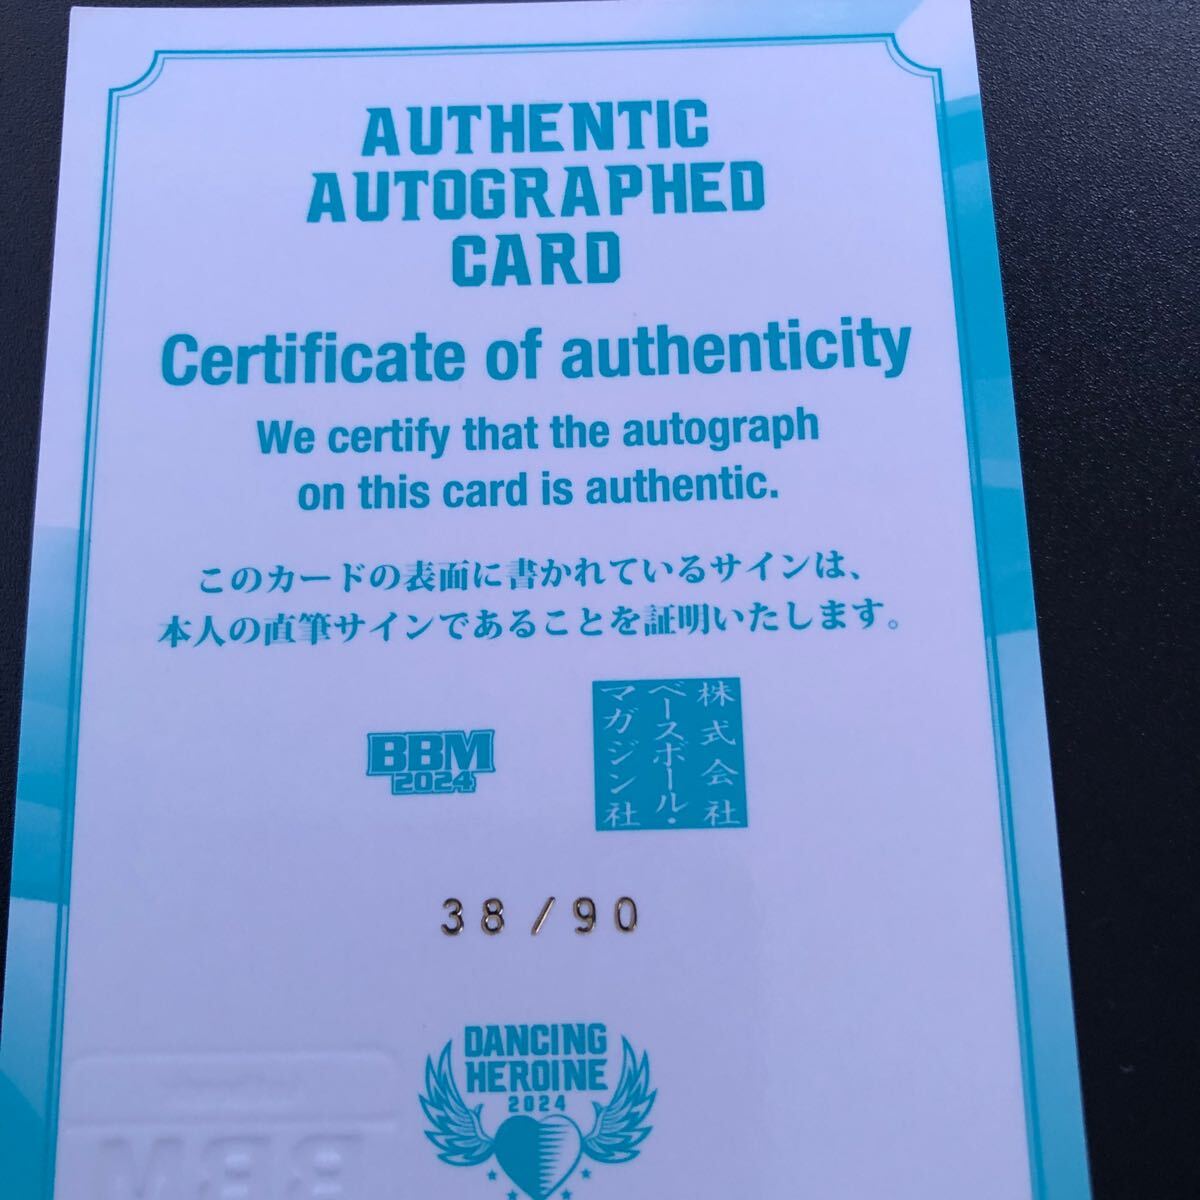 AUTHENTIC
AUTOGRAPHED
CARD
Certificate of authenticity
We certify that the autograph
on this card is authentic.
このカードの表面に書かれているサインは、
本人の直筆サインであることを証明いたします。
BBM
2024
株式会社
ベースボール・
マガジン社
38/90
DANCING
HEROINE
2024
BBM